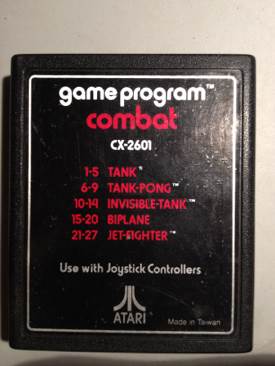 game program™
combat
CX-2601
1-5 TANK™
6-9 TANK-PONG™
10-14 INVISIBLE-TANK™
15-20 BIPLANE
21-27 JET-FIGHTER™
Use with Joystick Controllers
ATARI™
Made in Taiwan